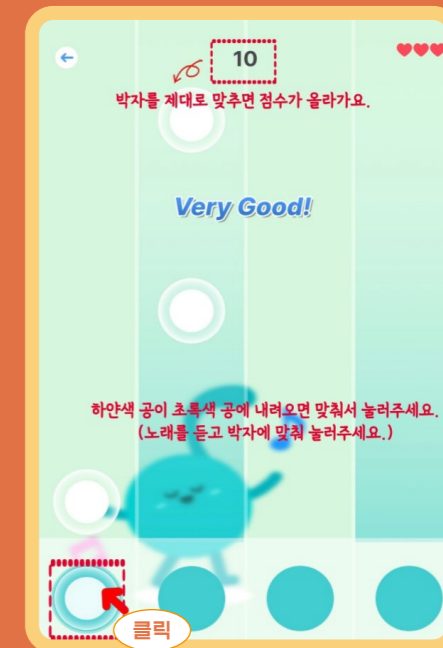 10
박자를 제대로 맞추면 점수가 올라가요.
Very Good!
하얀색 공이 초록색 공에 내려오면 맞춰서 눌러주세요.
(노래를 듣고 박자에 맞춰 눌러주세요.)
클릭